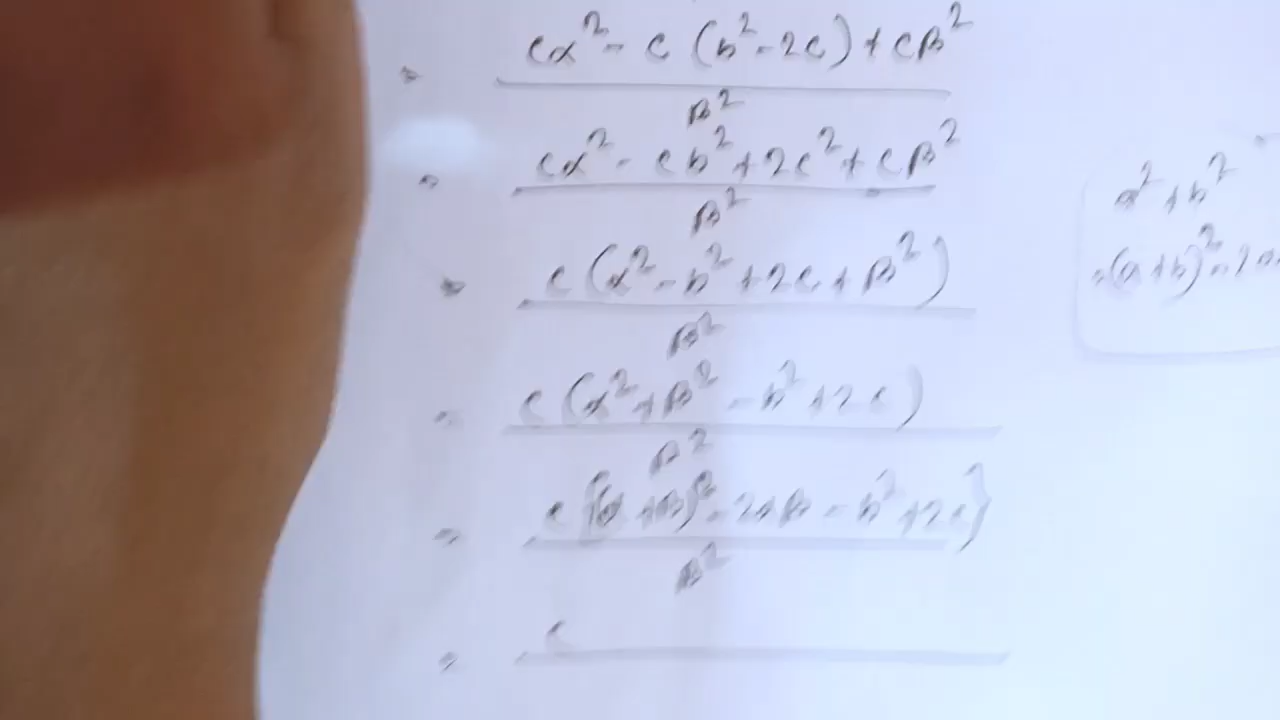 = cα² - c (b² - 2c) + cβ² / β²
= cα² - cb² + 2c² + cβ² / β²
= c (α² - b² + 2c + β²) / β²
= c (α² + β² - b² + 2c) / β²
= c {(α + β)² - 2αβ - b² + 2c} / β²
= c
α² + b²
= (a + b)² - 2a